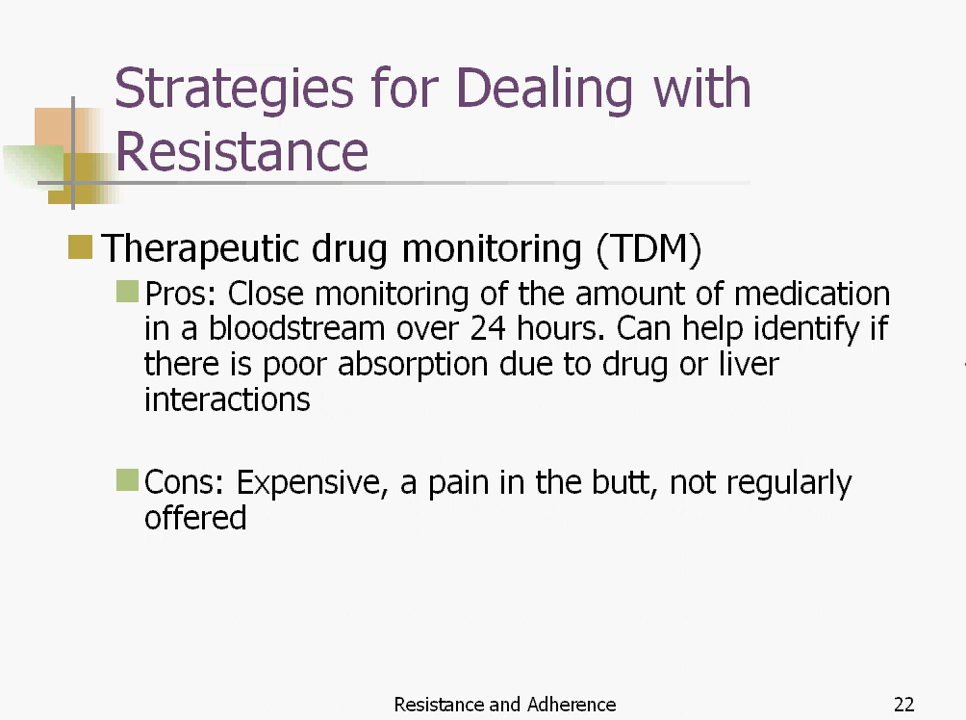 Strategies for Dealing with
Resistance
Therapeutic drug monitoring (TDM)
Pros: Close monitoring of the amount of medication
in a bloodstream over 24 hours. Can help identify if
there is poor absorption due to drug or liver
interactions
Cons: Expensive, a pain in the butt, not regularly
offered
Resistance and Adherence
22